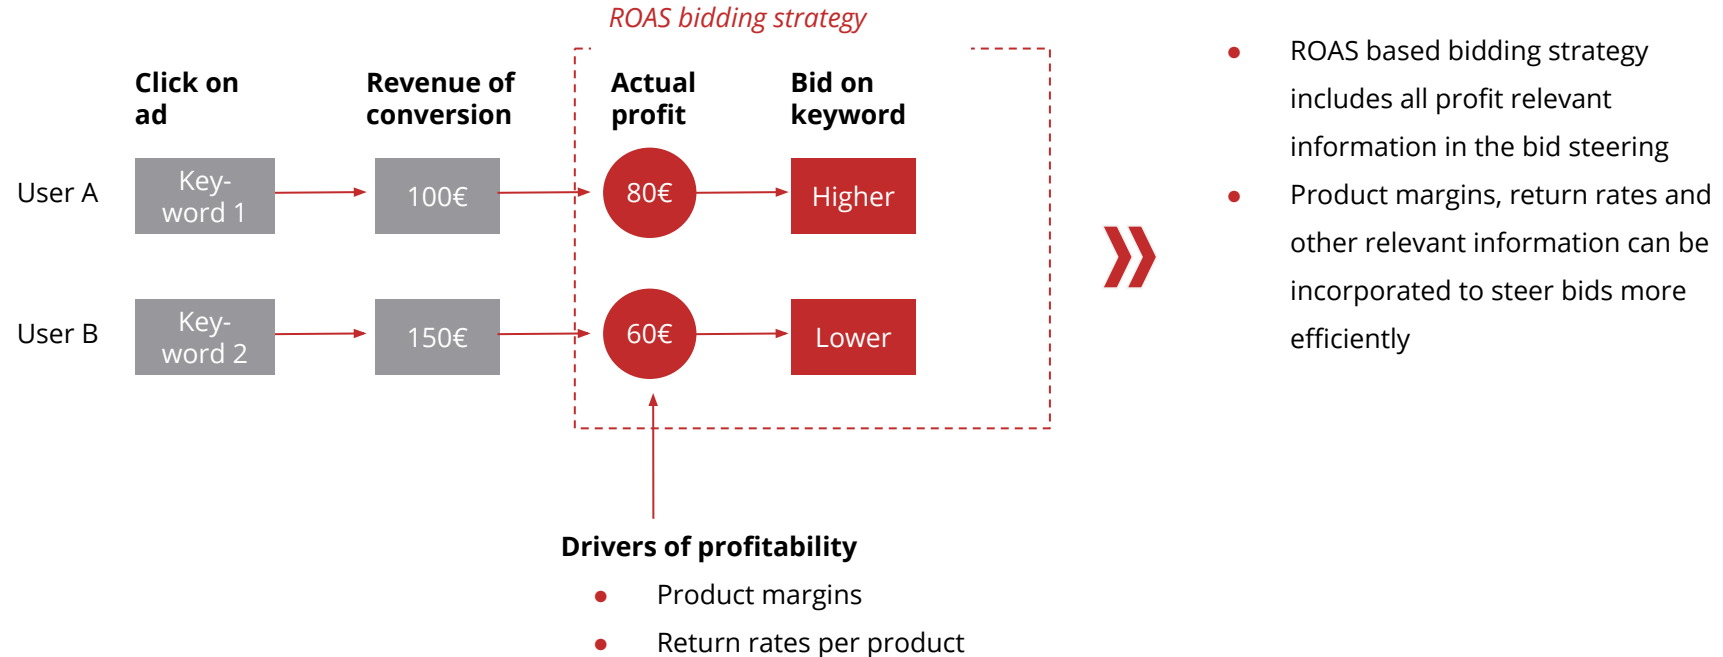 ROAS bidding strategy
Click on
ad
Revenue of
conversion
Actual
profit
Bid on
keyword
User A
Key-
word 1
100€
80€
Higher
User B
Key-
word 2
150€
60€
Lower
Drivers of profitability
● Product margins
● Return rates per product
● ROAS based bidding strategy
includes all profit relevant
information in the bid steering
● Product margins, return rates and
other relevant information can be
incorporated to steer bids more
efficiently